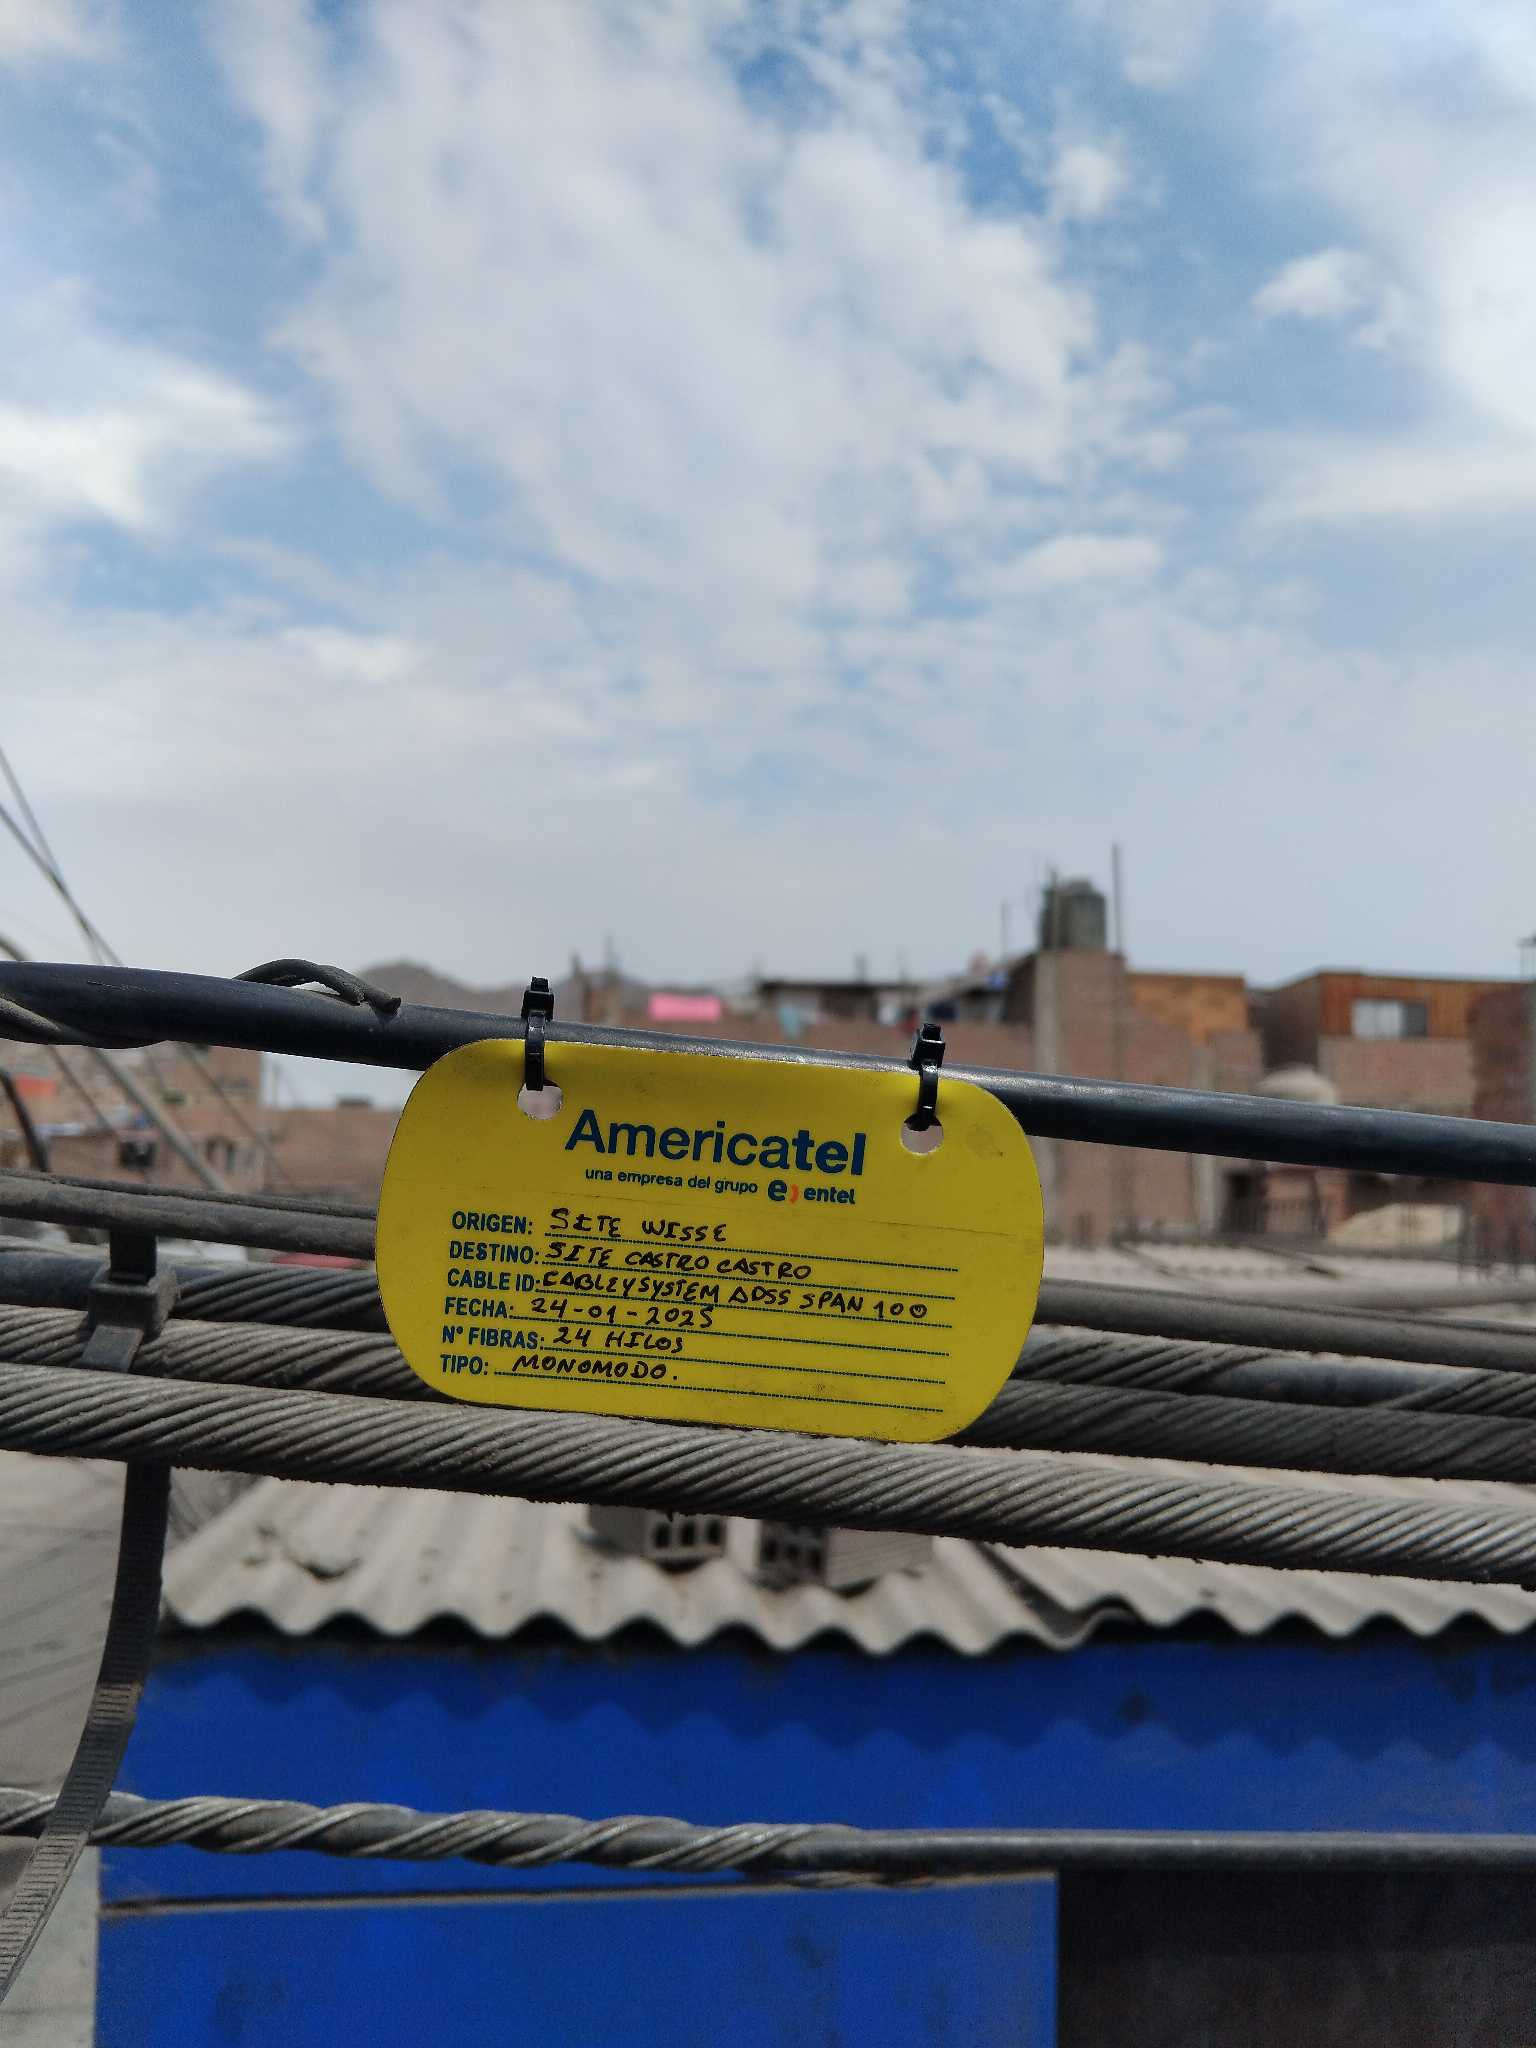 Americatel
una empresa del grupo e) entel
ORIGEN: SITE WISSE
DESTINO: SITE CASTRO CASTRO
CABLE ID: CABLEYSYSTEM ADSS SPAN 100
FECHA: 24-01-2025
N° FIBRAS: 24 HILOS
TIPO: MONOMODO.